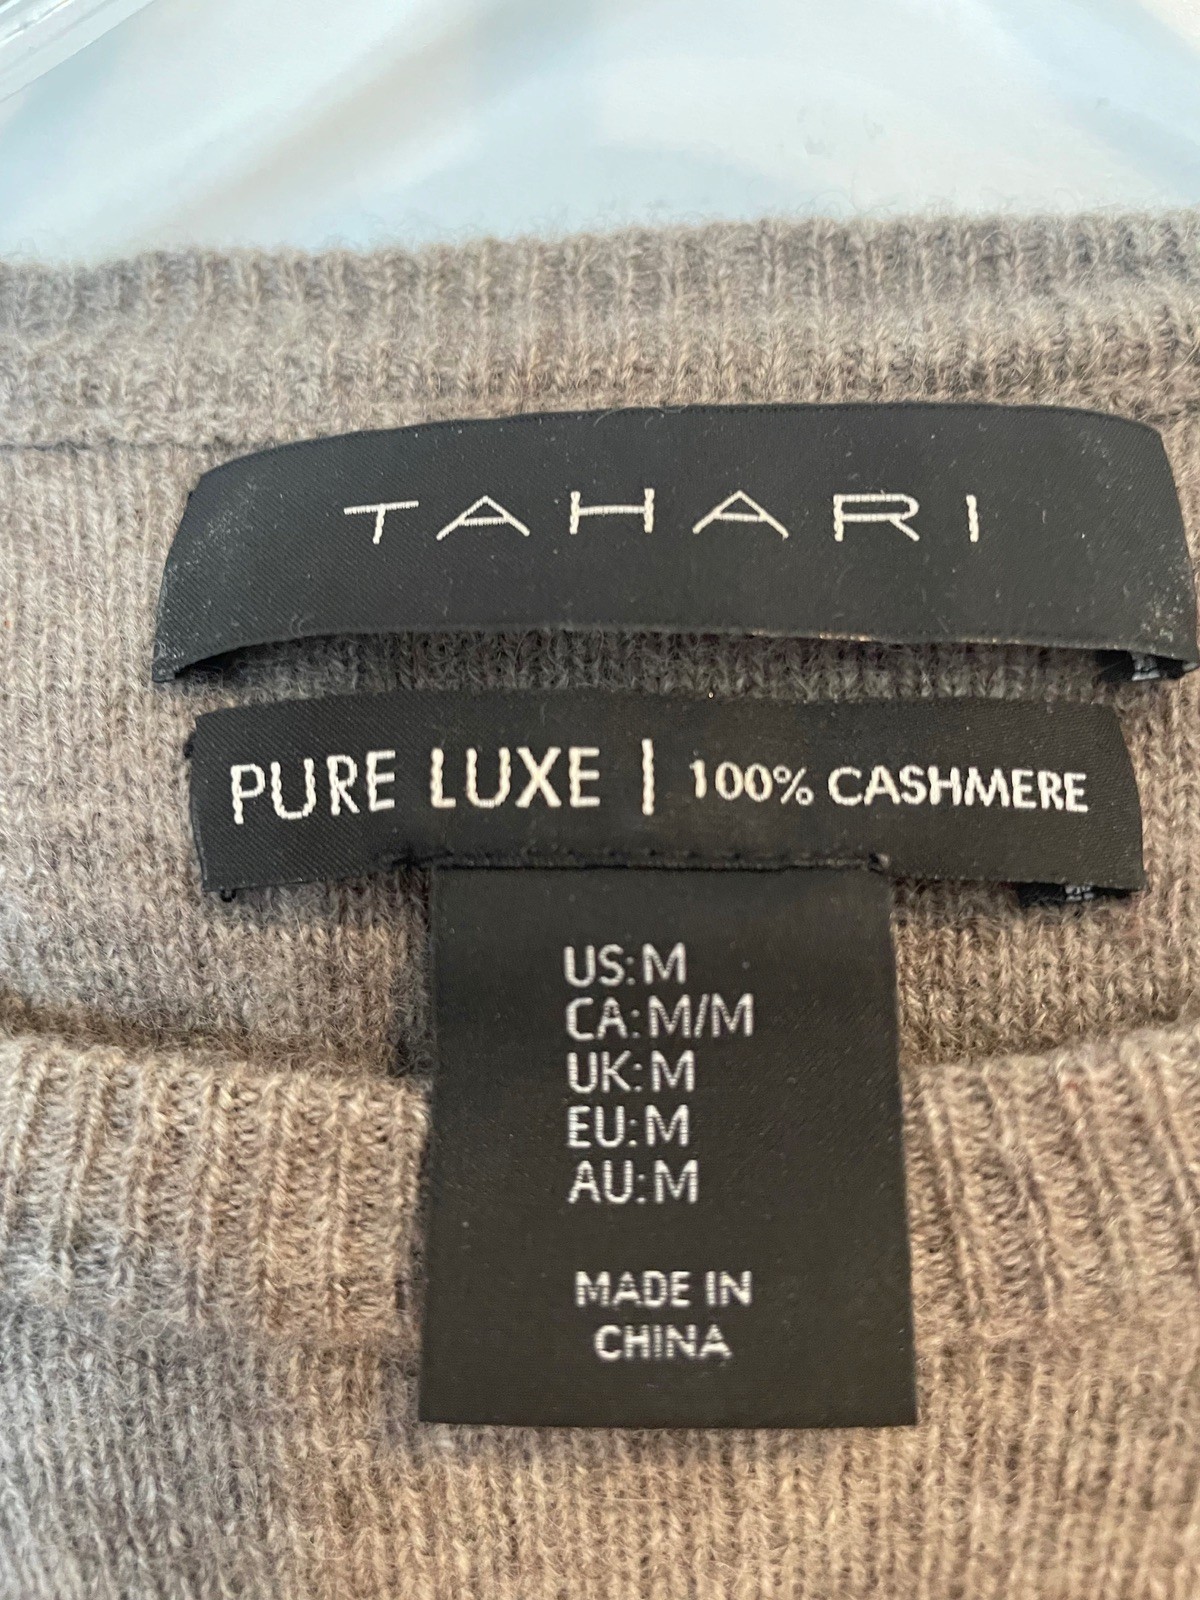 TAHARI
PURE LUXE | 100% CASHMERE
US: M
CA: M/M
UK: M
EU: M
AU: M
MADE IN
CHINA